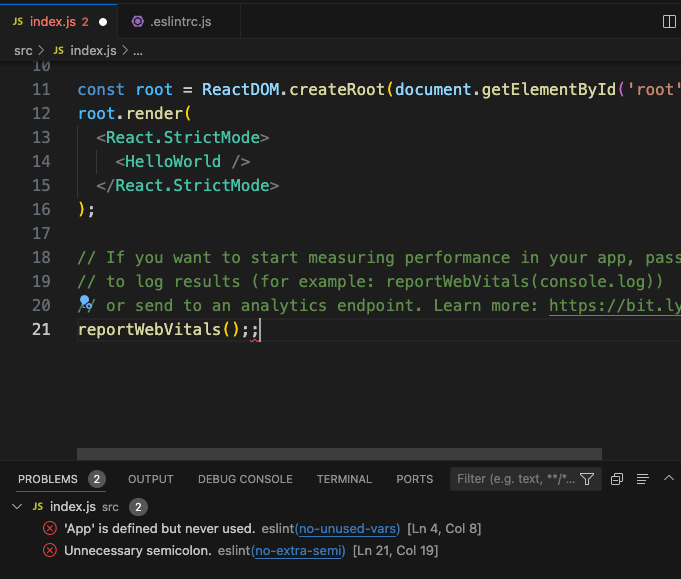 JS index.js 2 ● .eslintrc.js
src > JS index.js > ...
10
11 const root = ReactDOM.createRoot(document.getElementById('root'
12 root.render(
13 <React.StrictMode>
14 <HelloWorld />
15 </React.StrictMode>
16 );
17
18 // If you want to start measuring performance in your app, pass
19 // to log results (for example: reportWebVitals(console.log))
20 // or send to an analytics endpoint. Learn more: https://bit.ly
21 reportWebVitals();;
PROBLEMS 2 OUTPUT DEBUG CONSOLE TERMINAL PORTS Filter (e.g. text, **/*...
JS index.js src 2
'App' is defined but never used. eslint(no-unused-vars) [Ln 4, Col 8]
Unnecessary semicolon. eslint(no-extra-semi) [Ln 21, Col 19]